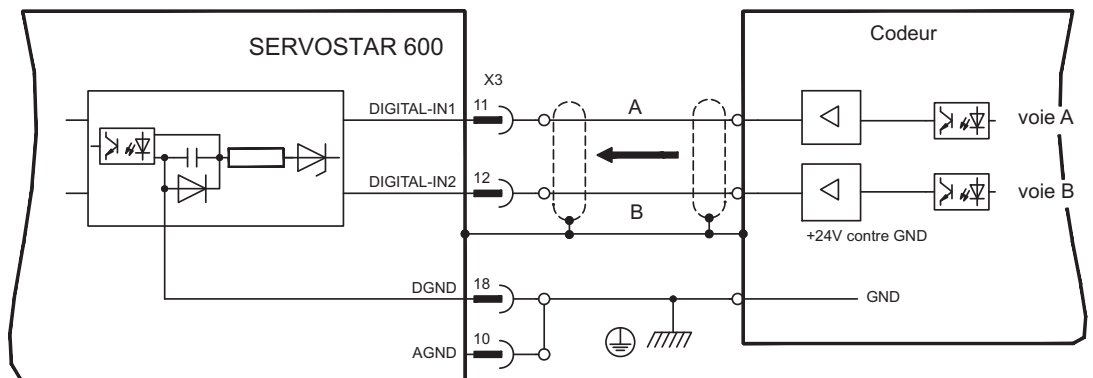 SERVOSTAR 600
Codeur
X3
DIGITAL-IN1
11
A
voie A
DIGITAL-IN2
12
B
voie B
+24V contre GND
DGND
18
GND
AGND
10